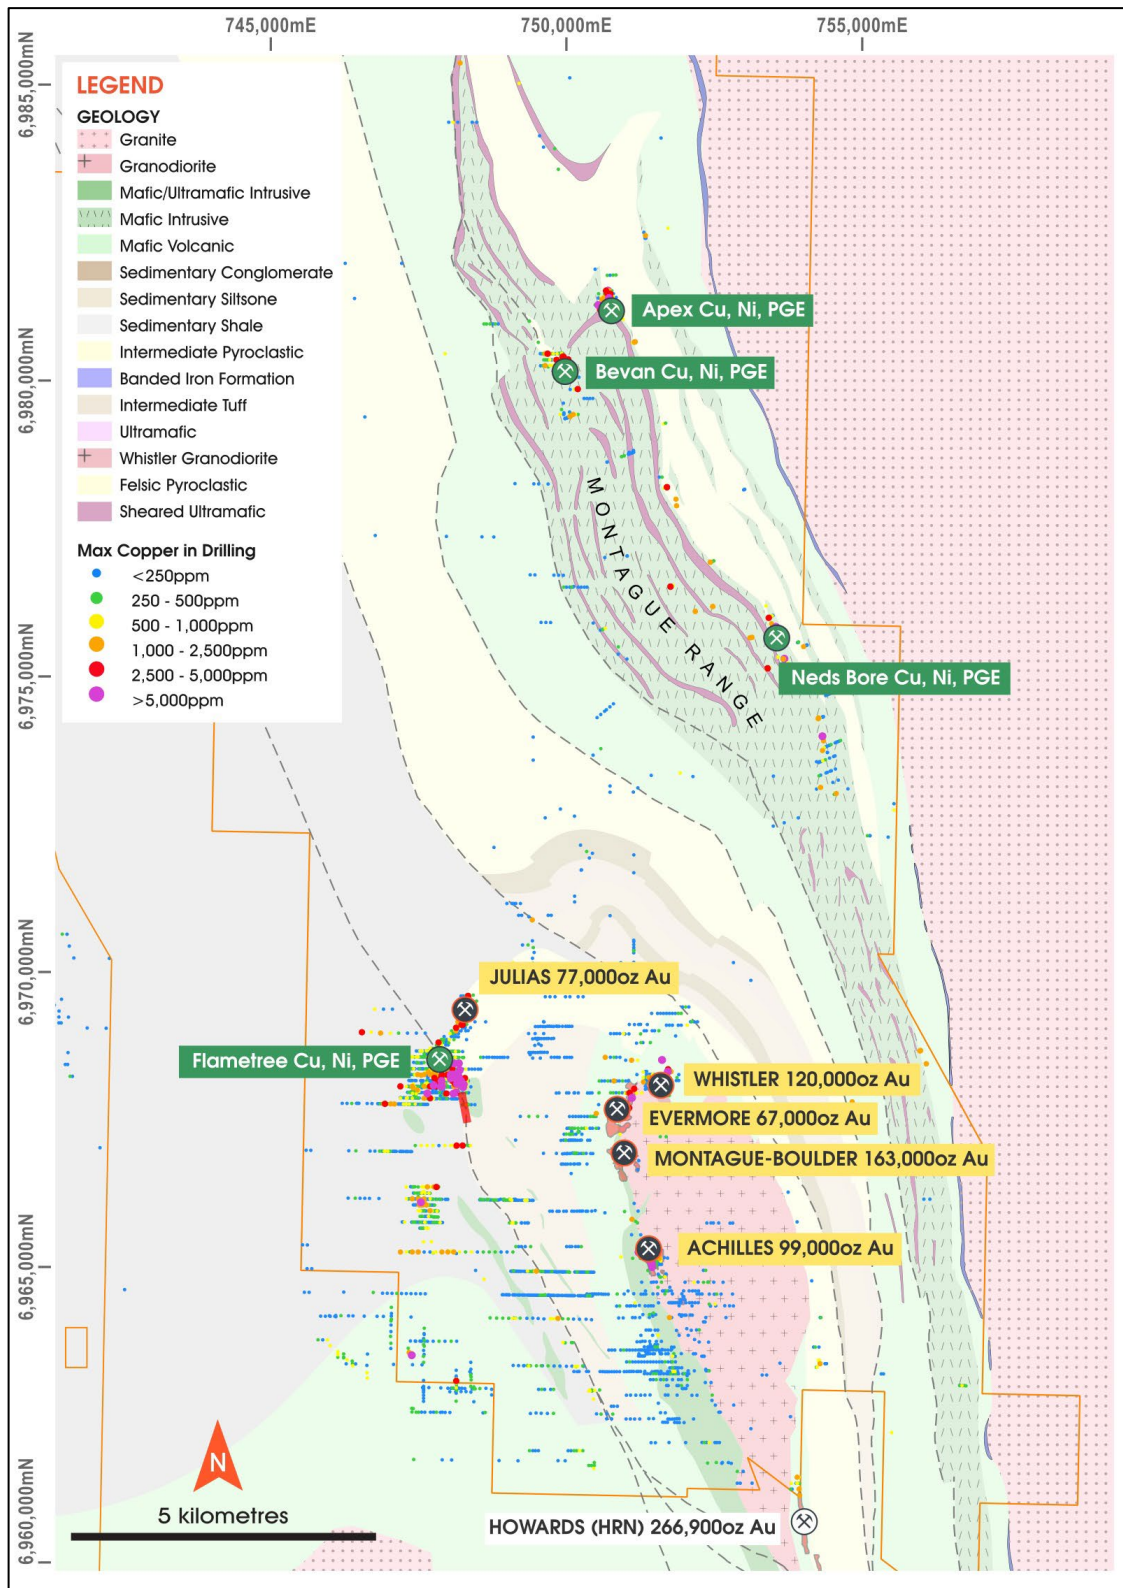 745,000mE
750,000mE
755,000mE
6,985,000mN
6,980,000mN
6,975,000mN
6,970,000mN
6,965,000mN
6,960,000mN
LEGEND
GEOLOGY
Granite
Granodiorite
Mafic/Ultramafic Intrusive
Mafic Intrusive
Mafic Volcanic
Sedimentary Conglomerate
Sedimentary Siltsone
Sedimentary Shale
Intermediate Pyroclastic
Banded Iron Formation
Intermediate Tuff
Ultramafic
Whistler Granodiorite
Felsic Pyroclastic
Sheared Ultramafic
Max Copper in Drilling
<250ppm
250 - 500ppm
500 - 1,000ppm
1,000 - 2,500ppm
2,500 - 5,000ppm
>5,000ppm
Apex Cu, Ni, PGE
Bevan Cu, Ni, PGE
MONTAGUE RANGE
Neds Bore Cu, Ni, PGE
JULIAS 77,000oz Au
Flametree Cu, Ni, PGE
WHISTLER 120,000oz Au
EVERMORE 67,000oz Au
MONTAGUE-BOULDER 163,000oz Au
ACHILLES 99,000oz Au
N
5 kilometres
HOWARDS (HRN) 266,900oz Au